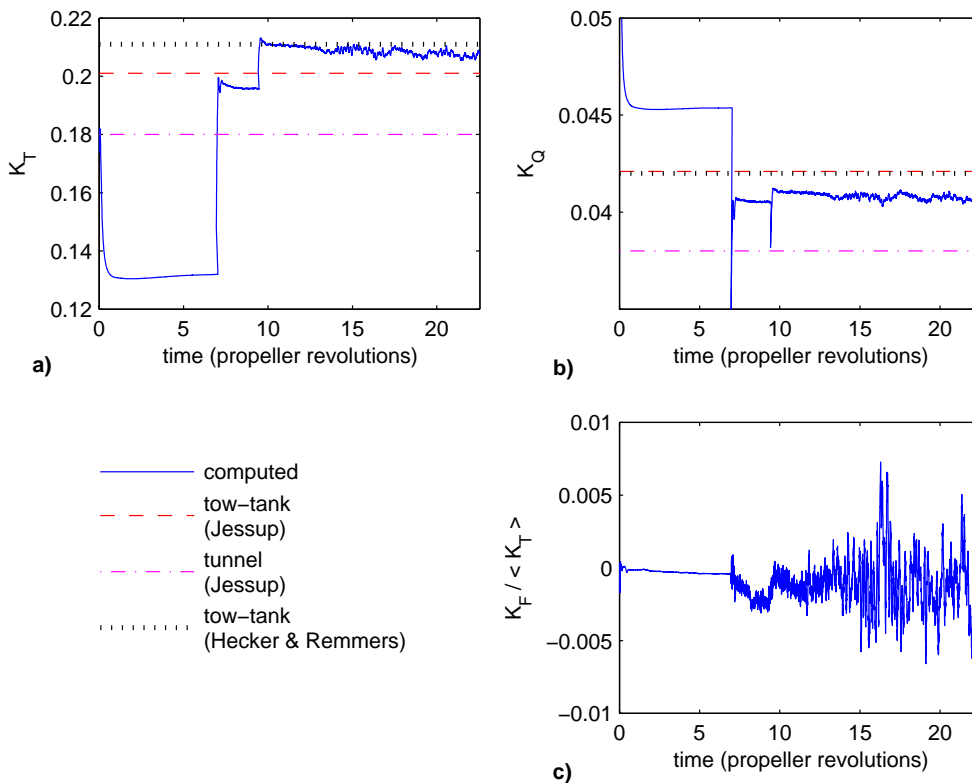 0.22
0.2
0.18
0.16
0.14
0.12
K_T
0
5
10
15
20
time (propeller revolutions)
a)
0.05
0.045
0.04
K_Q
0
5
10
15
20
time (propeller revolutions)
b)
computed
tow−tank
(Jessup)
tunnel
(Jessup)
tow−tank
(Hecker & Remmers)
0.01
0.005
0
−0.005
−0.01
K_F / < K_T >
0
5
10
15
20
time (propeller revolutions)
c)